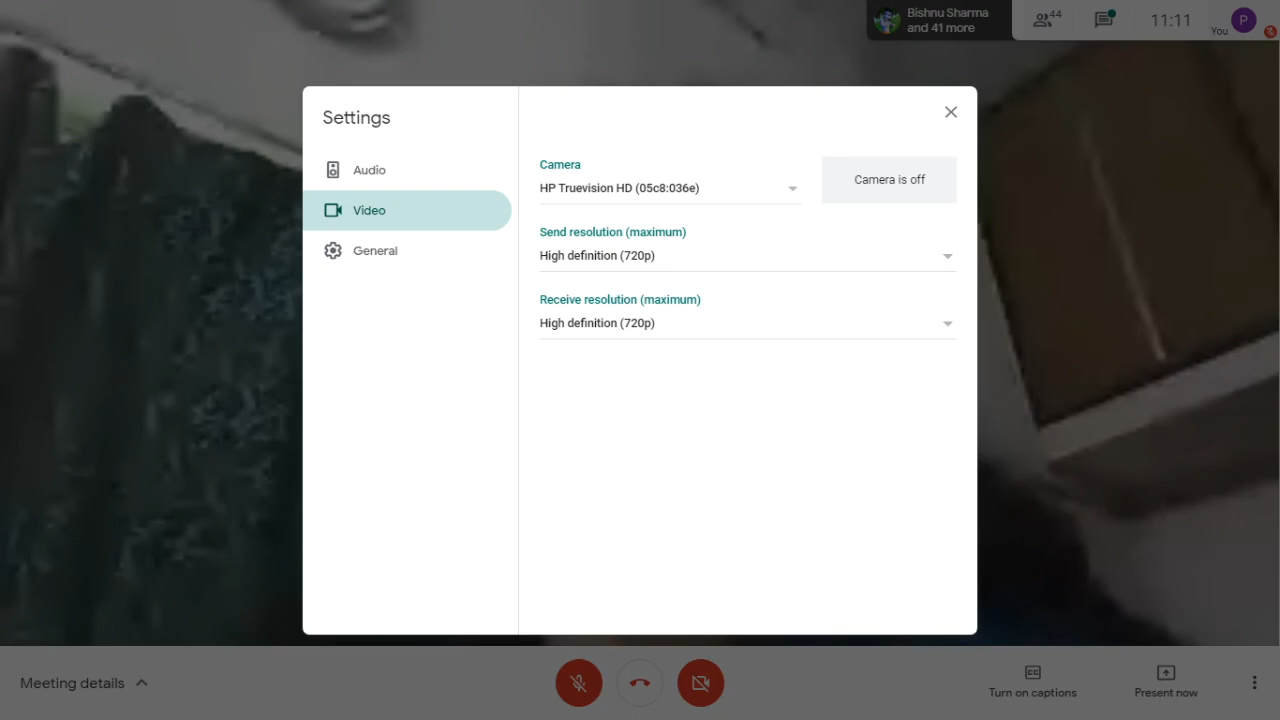 Bishnu Sharma
and 41 more
44
11:11
You
P
Settings
Audio
Video
General
Camera
HP Truevision HD (05c8:036e)
Camera is off
Send resolution (maximum)
High definition (720p)
Receive resolution (maximum)
High definition (720p)
Meeting details
CC
Turn on captions
Present now